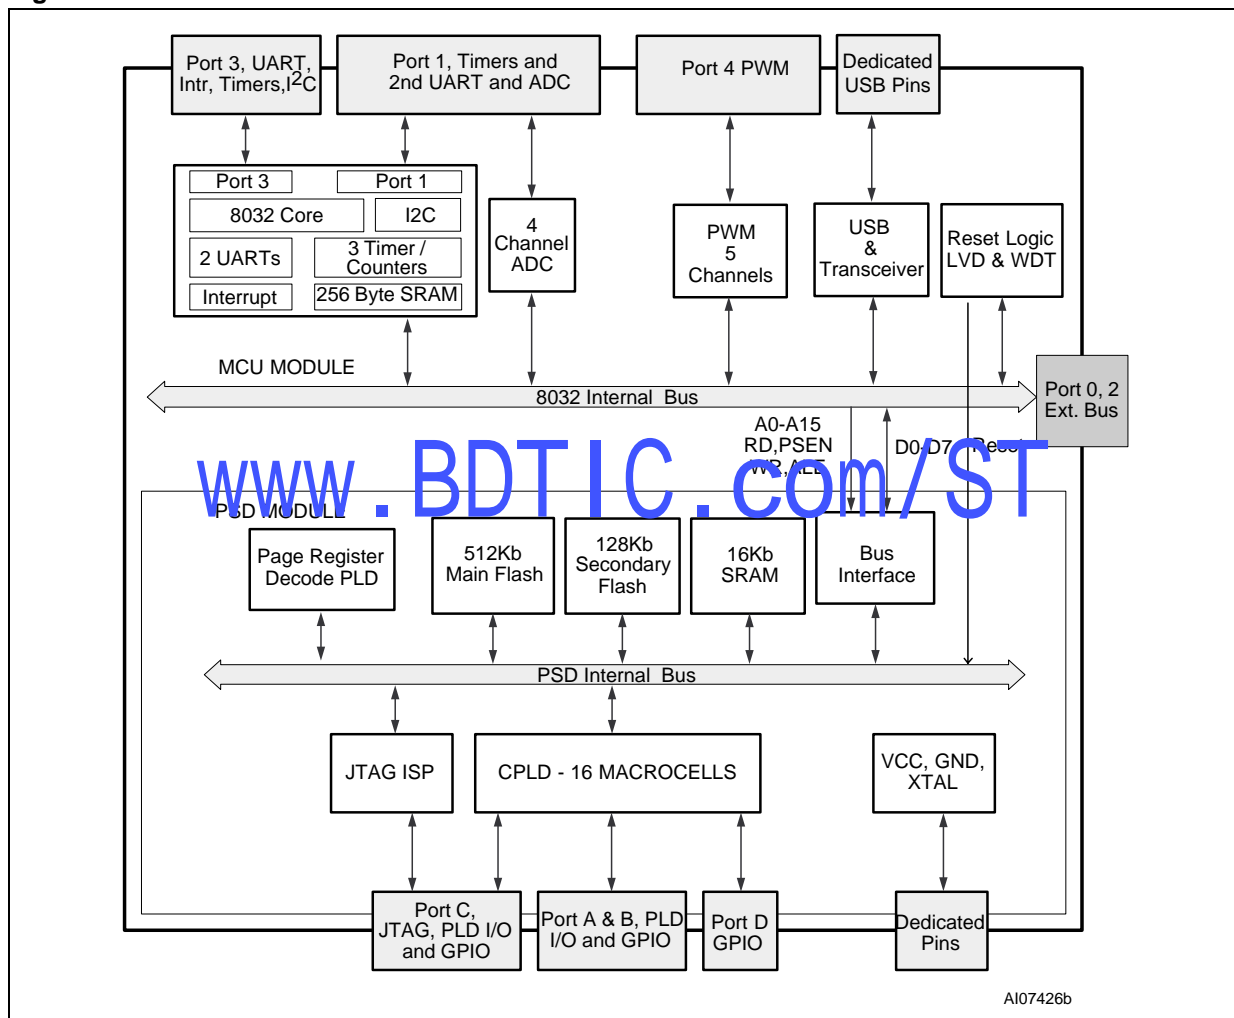 Port 3, UART,
Intr, Timers,I2C
Port 1, Timers and
2nd UART and ADC
Port 4 PWM
Dedicated
USB Pins
Port 3
Port 1
8032 Core
I2C
2 UARTs
3 Timer /
Counters
Interrupt
256 Byte SRAM
4
Channel
ADC
PWM
5
Channels
USB
&
Transceiver
Reset Logic
LVD & WDT
MCU MODULE
8032 Internal Bus
Port 0, 2
Ext. Bus
A0-A15
RD,PSEN
WR,ALE
D0-D7
Reset
www.BDTIC.com/ST
PSD MODULE
Page Register
Decode PLD
512Kb
Main Flash
128Kb
Secondary
Flash
16Kb
SRAM
Bus
Interface
PSD Internal Bus
JTAG ISP
CPLD - 16 MACROCELLS
VCC, GND,
XTAL
Port C,
JTAG, PLD I/O
and GPIO
Port A & B, PLD
I/O and GPIO
Port D
GPIO
Dedicated
Pins
AI07426b